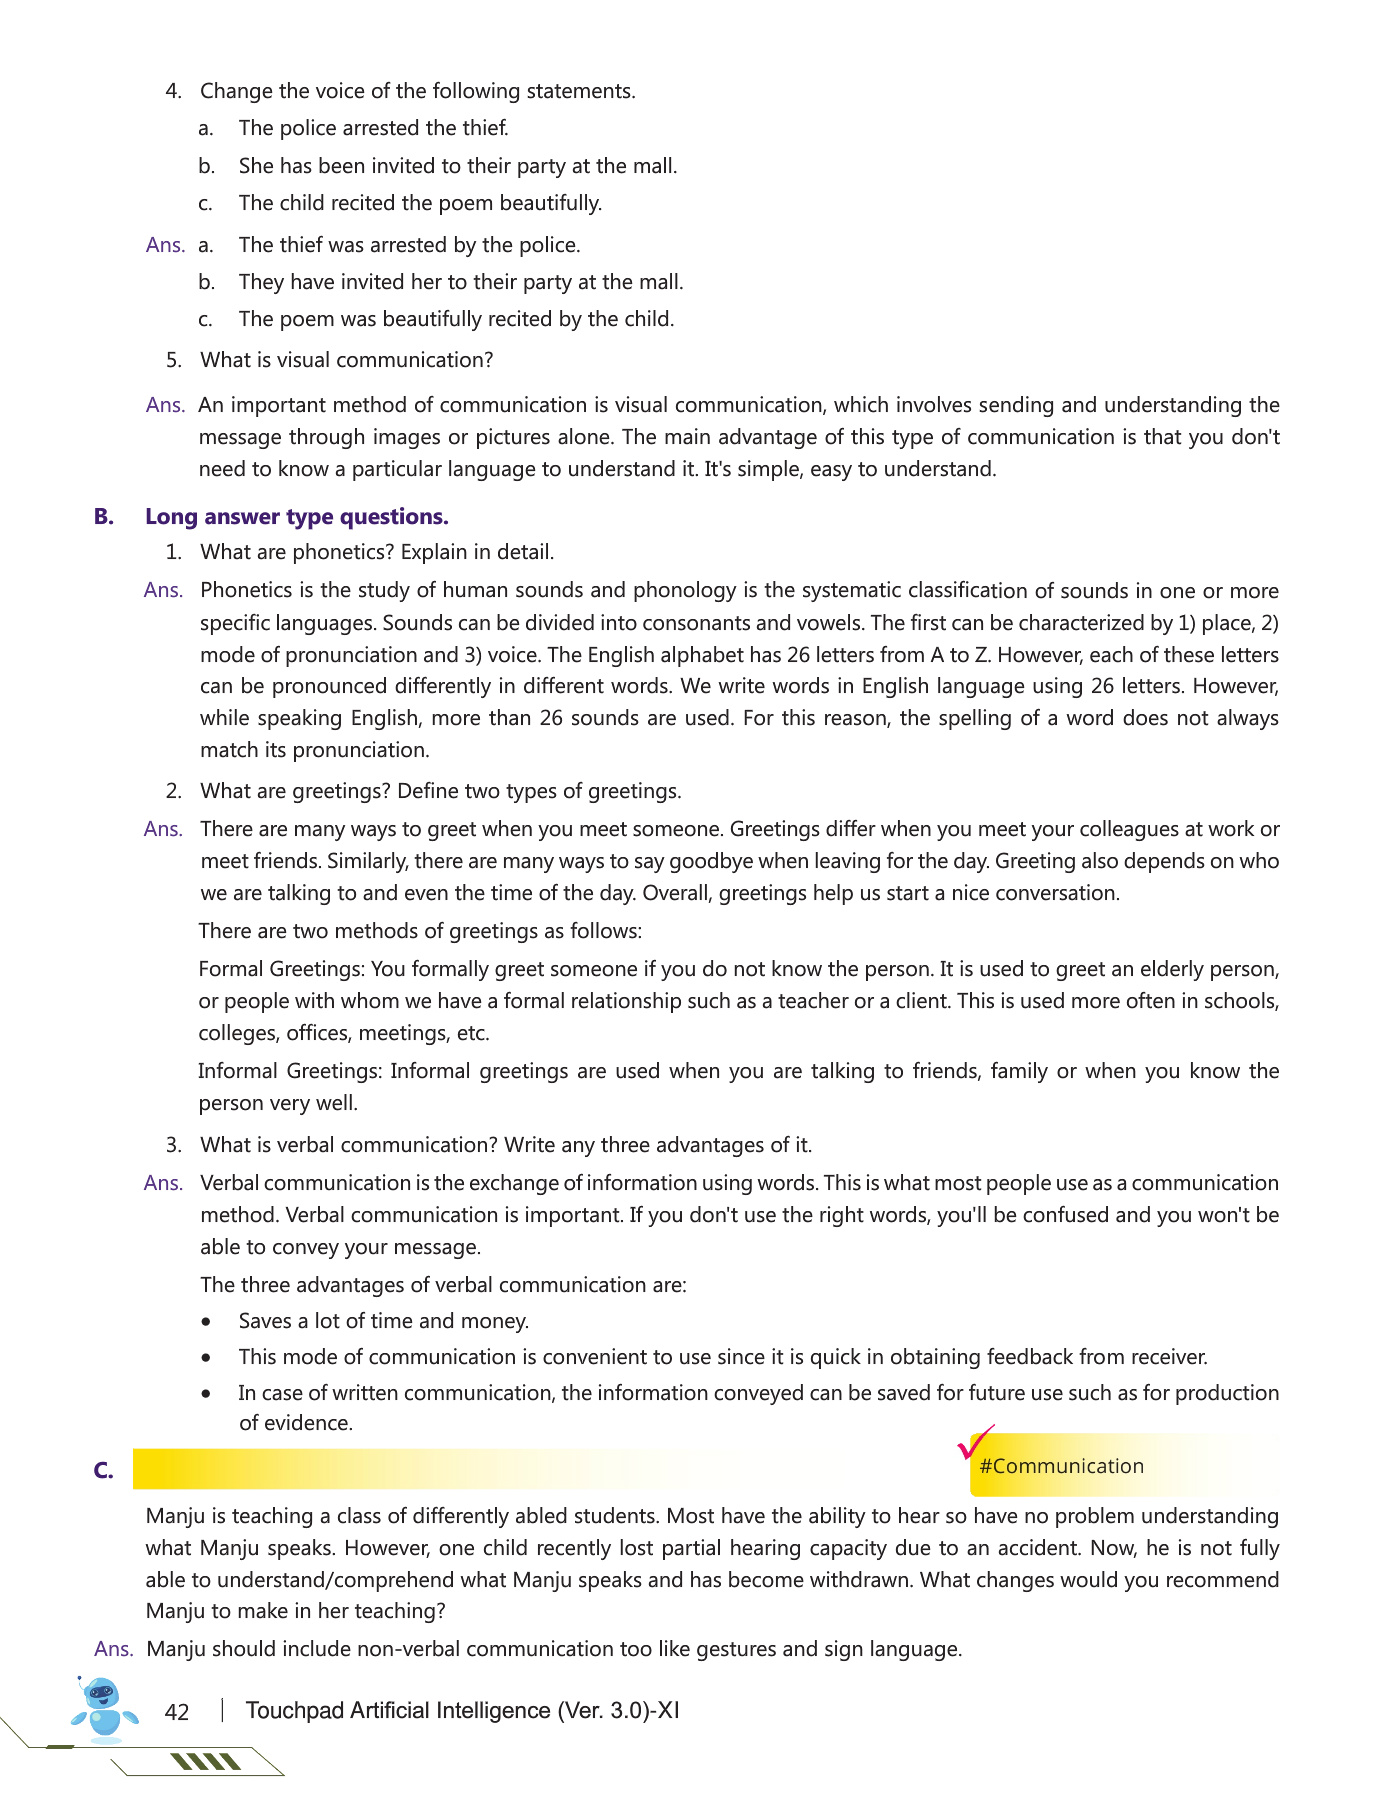 4. Change the voice of the following statements.
a. The police arrested the thief.
b. She has been invited to their party at the mall.
c. The child recited the poem beautifully.
Ans. a. The thief was arrested by the police.
b. They have invited her to their party at the mall.
c. The poem was beautifully recited by the child.
5. What is visual communication?
Ans. An important method of communication is visual communication, which involves sending and understanding the
message through images or pictures alone. The main advantage of this type of communication is that you don't
need to know a particular language to understand it. It's simple, easy to understand.
B. Long answer type questions.
1. What are phonetics? Explain in detail.
Ans. Phonetics is the study of human sounds and phonology is the systematic classification of sounds in one or more
specific languages. Sounds can be divided into consonants and vowels. The first can be characterized by 1) place, 2)
mode of pronunciation and 3) voice. The English alphabet has 26 letters from A to Z. However, each of these letters
can be pronounced differently in different words. We write words in English language using 26 letters. However,
while speaking English, more than 26 sounds are used. For this reason, the spelling of a word does not always
match its pronunciation.
2. What are greetings? Define two types of greetings.
Ans. There are many ways to greet when you meet someone. Greetings differ when you meet your colleagues at work or
meet friends. Similarly, there are many ways to say goodbye when leaving for the day. Greeting also depends on who
we are talking to and even the time of the day. Overall, greetings help us start a nice conversation.
There are two methods of greetings as follows:
Formal Greetings: You formally greet someone if you do not know the person. It is used to greet an elderly person,
or people with whom we have a formal relationship such as a teacher or a client. This is used more often in schools,
colleges, offices, meetings, etc.
Informal Greetings: Informal greetings are used when you are talking to friends, family or when you know the
person very well.
3. What is verbal communication? Write any three advantages of it.
Ans. Verbal communication is the exchange of information using words. This is what most people use as a communication
method. Verbal communication is important. If you don't use the right words, you'll be confused and you won't be
able to convey your message.
The three advantages of verbal communication are:
• Saves a lot of time and money.
• This mode of communication is convenient to use since it is quick in obtaining feedback from receiver.
• In case of written communication, the information conveyed can be saved for future use such as for production
of evidence.
C.
#Communication
Manju is teaching a class of differently abled students. Most have the ability to hear so have no problem understanding
what Manju speaks. However, one child recently lost partial hearing capacity due to an accident. Now, he is not fully
able to understand/comprehend what Manju speaks and has become withdrawn. What changes would you recommend
Manju to make in her teaching?
Ans. Manju should include non-verbal communication too like gestures and sign language.
42 | Touchpad Artificial Intelligence (Ver. 3.0)-XI